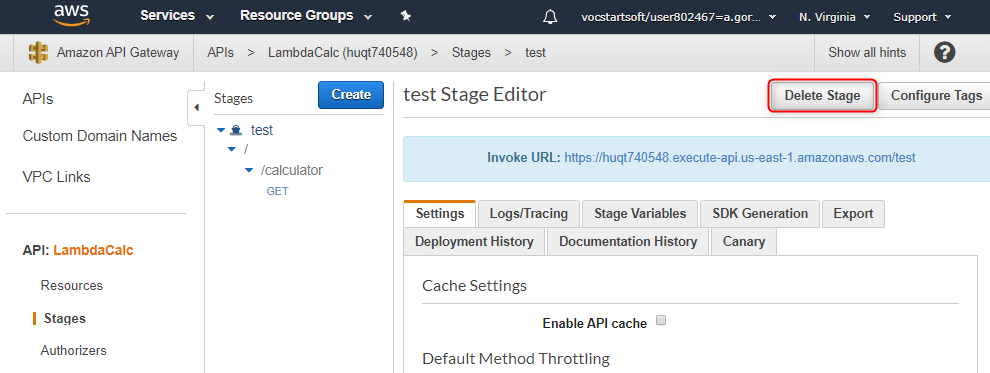 aws Services Resource Groups vocstartsoft/user802467=a.gor... N. Virginia Support
Amazon API Gateway APIs > LambdaCalc (huqt740548) > Stages > test Show all hints ?
APIs
Custom Domain Names
VPC Links
API: LambdaCalc
Resources
Stages
Authorizers
Stages Create
test
/
/calculator
GET
test Stage Editor Delete Stage Configure Tags
Invoke URL: https://huqt740548.execute-api.us-east-1.amazonaws.com/test
Settings Logs/Tracing Stage Variables SDK Generation Export
Deployment History Documentation History Canary
Cache Settings
Enable API cache
Default Method Throttling